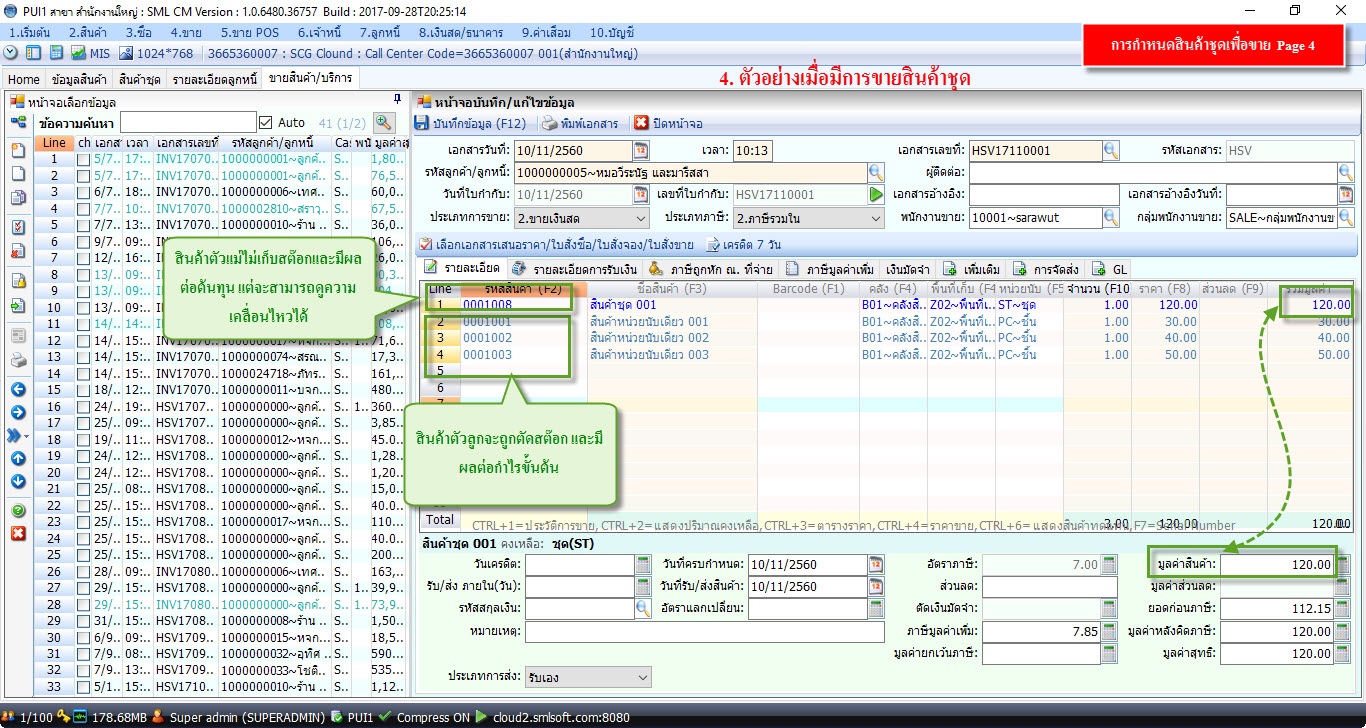 PUI1 สาขา สำนักงานใหญ่ : SML CM Version : 1.0.6480.36757 Build : 2017-09-28T20:25:14
1.เริ่มต้น 2.สินค้า 3.ซื้อ 4.ขาย 5.ขาย POS 6.เจ้าหนี้ 7.ลูกหนี้ 8.เงินสด/ธนาคาร 9.ค่าเสื่อม 10.บัญชี
MIS 1024*768 3665360007 : SCG Clound : Call Center Code=3665360007 001(สำนักงานใหญ่)
การกำหนดสินค้าชุดเพื่อขาย Page 4
Home ข้อมูลสินค้า สินค้าชุด รายละเอียดลูกหนี้ ขายสินค้า/บริการ
4. ตัวอย่างเมื่อมีการขายสินค้าชุด
หน้าจอเลือกข้อมูล
ข้อความค้นหา Auto 41 (1/2)
Line ch เอกส เวลา เอกสารเลขที่ รหัสลูกค้า/ลูกหนี้ Ca พนั มูลค่าสุ
1 5/7.. 17:.. INV17070.. 1000000001~ลูกค้.. S.. 1,80...
2 5/7.. 17:.. INV17070.. 1000000001~ลูกค้.. S.. 76,5...
3 6/7.. 18:.. INV17070.. 1000000006~เทศ.. S.. 60,0...
4 7/7.. 10:.. INV17070.. 1000002810~สราวุ.. S.. 67,5...
5 7/7.. 13:.. INV17070.. 1000000010~ร้าน .. S.. 36,0...
6 9/7.. 09:..
7 12/.. 16:..
8 13/.. 09:..
9 13/.. 09:..
10 13/.. 09:..
11 14/.. 14:..
12 14/.. 15:.. INV17070.. 1000000017~หจก.. S.. 71,6...
13 14/.. 15:.. INV17070.. 1000000074~สรณ.. S.. 17,3...
14 14/.. 15:.. INV17070.. 1000024718~ภัทร.. S.. 161,...
15 18/.. 12:.. INV17070.. 1000000011~บจก.. S.. 480...
16 24/.. 19:.. HSV1707.. 1000000000~ลูกค้.. S.. 1.. 360...
17 25/.. 09:.. HSV1707.. 1000000000~ลูกค้.. S.. 3,85...
18 19/.. 11:.. HSV1708.. 1000000012~หจก.. S.. 45.0...
19 24/.. 12:.. HSV1708.. 1000000000~ลูกค้.. S.. 1,28...
20 24/.. 12:.. HSV1708.. 1000000000~ลูกค้.. S.. 1,20...
21 25/.. 08:.. HSV1708.. 1000000000~ลูกค้.. S.. 15,0...
22 25/.. 15:.. HSV1708.. 1000000000~ลูกค้.. S.. 40.0...
23 25/.. 15:.. HSV1708.. 1000000017~หจก.. S.. 110...
24 25/.. 15:.. HSV1708.. 1000000000~ลูกค้.. S.. 40.0...
25 25/.. 15:.. HSV1708.. 1000000000~ลูกค้.. S.. 200...
26 28/.. 09:.. INV17080.. 1000000006~เทศ.. S.. 163,...
27 29/.. 15:.. HSV1708.. 1000000000~ลูกค้.. S.. 1.. 39,9...
28 29/.. 15:.. INV17080.. 1000000000~ลูกค้.. S.. 1.. 73,9...
29 31/.. 15:.. HSV1708.. 1000000008~ร้าน .. S.. 1,50...
30 6/9.. 09:.. HSV1709.. 1000000015~หจก.. S.. 18,5...
31 7/9.. 08:.. HSV1709.. 1000000032~อุทิศ .. S.. 590...
32 7/9.. 13:.. HSV1709.. 1000000033~โชติ.. S.. 535...
33 5/1.. 15:.. HSV1710.. 1000000010~ร้าน .. S.. 1,12...
สินค้าตัวแม่ไม่เก็บสต๊อกและมีผล
ต่อต้นทุน แต่จะสามารถดูความ
เคลื่อนไหวได้
หน้าจอบันทึก/แก้ไขข้อมูล
บันทึกข้อมูล (F12) พิมพ์เอกสาร ปิดหน้าจอ
เอกสารวันที่: 10/11/2560 เวลา: 10:13 เอกสารเลขที่: HSV17110001 รหัสเอกสาร: HSV
รหัสลูกค้า/ลูกหนี้: 1000000005~หมอวีระนัฐ และมารีสสา ผู้ติดต่อ:
วันที่ใบกำกับ: 10/11/2560 เลขที่ใบกำกับ: HSV17110001 เอกสารอ้างอิง: เอกสารอ้างอิงวันที่:
ประเภทการขาย: 2.ขายเงินสด ประเภทภาษี: 2.ภาษีรวมใน พนักงานขาย: 10001~sarawut กลุ่มพนักงานขาย: SALE~กลุ่มพนักงานข
เลือกเอกสารเสนอราคา/ใบสั่งซื้อ/ใบสั่งจอง/ใบสั่งขาย เครดิต 7 วัน
รายละเอียด รายละเอียดการรับเงิน ภาษีถูกหัก ณ. ที่จ่าย ภาษีมูลค่าเพิ่ม เงินมัดจำ เพิ่มเติม การจัดส่ง GL
Line รหัสสินค้า (F2) ชื่อสินค้า (F3) Barcode (F1) คลัง (F4) พื้นที่เก็บ (F4 หน่วยนับ (F5 จำนวน (F10 ราคา (F8) ส่วนลด (F9) รวมมูลค่า
1 0001008 สินค้าชุด 001 B01~คลังสี.. Z02~พื้นที่เ.. ST~ชุด 1.00 120.00 120.00
2 0001001 สินค้าหน่วยนับเดียว 001 B01~คลังสี.. Z02~พื้นที่เ.. PC~ชิ้น 1.00 30.00 30.00
3 0001002 สินค้าหน่วยนับเดียว 002 B01~คลังสี.. Z02~พื้นที่เ.. PC~ชิ้น 1.00 40.00 40.00
4 0001003 สินค้าหน่วยนับเดียว 003 B01~คลังสี.. Z02~พื้นที่เ.. PC~ชิ้น 1.00 50.00 50.00
5
6
7
สินค้าตัวลูกจะถูกตัดสต๊อก และมี
ผลต่อกำไรขั้นต้น
Total 3.00 120.00 120.00
CTRL+1=ประวัติการขาย,CTRL+2=แสดงปริมาณคงเหลือ,CTRL+3=ตารางราคา,CTRL+4=ราคาขาย,CTRL+6=แสดงสินค้าทดแทน,F7=Serial Number
สินค้าชุด 001 คงเหลือ: ชุด(ST)
วันเครดิต: วันที่ครบกำหนด: 10/11/2560 อัตราภาษี: 7.00 มูลค่าสินค้า: 120.00
รับ/ส่ง ภายใน(วัน): วันที่รับ/ส่งสินค้า: 10/11/2560 ส่วนลด: มูลค่าส่วนลด:
รหัสสกุลเงิน: อัตราแลกเปลี่ยน: ตัดเงินมัดจำ: ยอดก่อนภาษี: 112.15
หมายเหตุ: ภาษีมูลค่าเพิ่ม: 7.85 มูลค่าหลังคิดภาษี: 120.00
มูลค่ายกเว้นภาษี: มูลค่าสุทธิ: 120.00
ประเภทการส่ง: รับเอง
1/100 178.68MB Super admin (SUPERADMIN) PUI1 Compress ON cloud2.smlsoft.com:8080